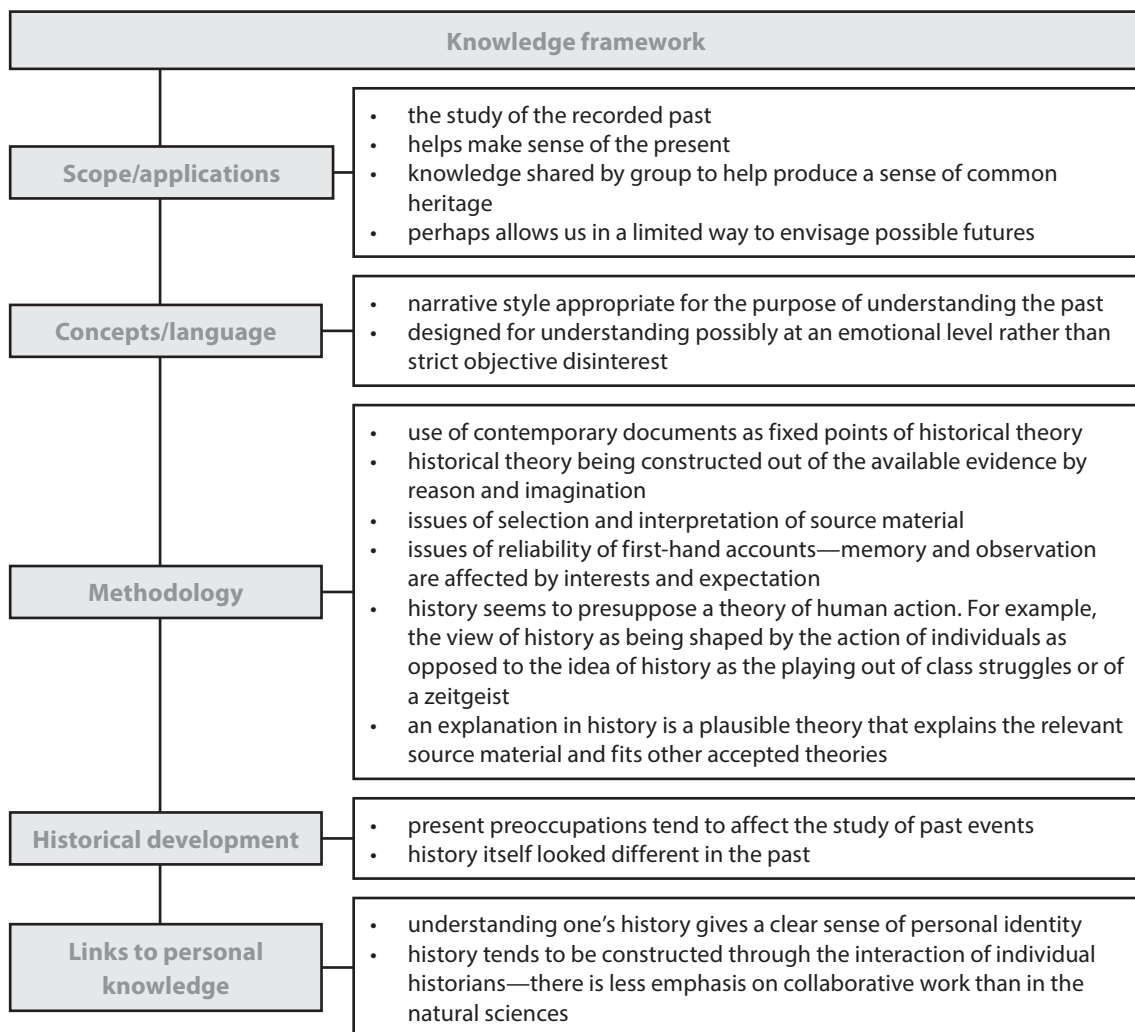 Knowledge framework
Scope/applications
• the study of the recorded past
• helps make sense of the present
• knowledge shared by group to help produce a sense of common
heritage
• perhaps allows us in a limited way to envisage possible futures
Concepts/language
• narrative style appropriate for the purpose of understanding the past
• designed for understanding possibly at an emotional level rather than
strict objective disinterest
Methodology
• use of contemporary documents as fixed points of historical theory
• historical theory being constructed out of the available evidence by
reason and imagination
• issues of selection and interpretation of source material
• issues of reliability of first-hand accounts—memory and observation
are affected by interests and expectation
• history seems to presuppose a theory of human action. For example,
the view of history as being shaped by the action of individuals as
opposed to the idea of history as the playing out of class struggles or of
a zeitgeist
• an explanation in history is a plausible theory that explains the relevant
source material and fits other accepted theories
Historical development
• present preoccupations tend to affect the study of past events
• history itself looked different in the past
Links to personal
knowledge
• understanding one’s history gives a clear sense of personal identity
• history tends to be constructed through the interaction of individual
historians—there is less emphasis on collaborative work than in the
natural sciences